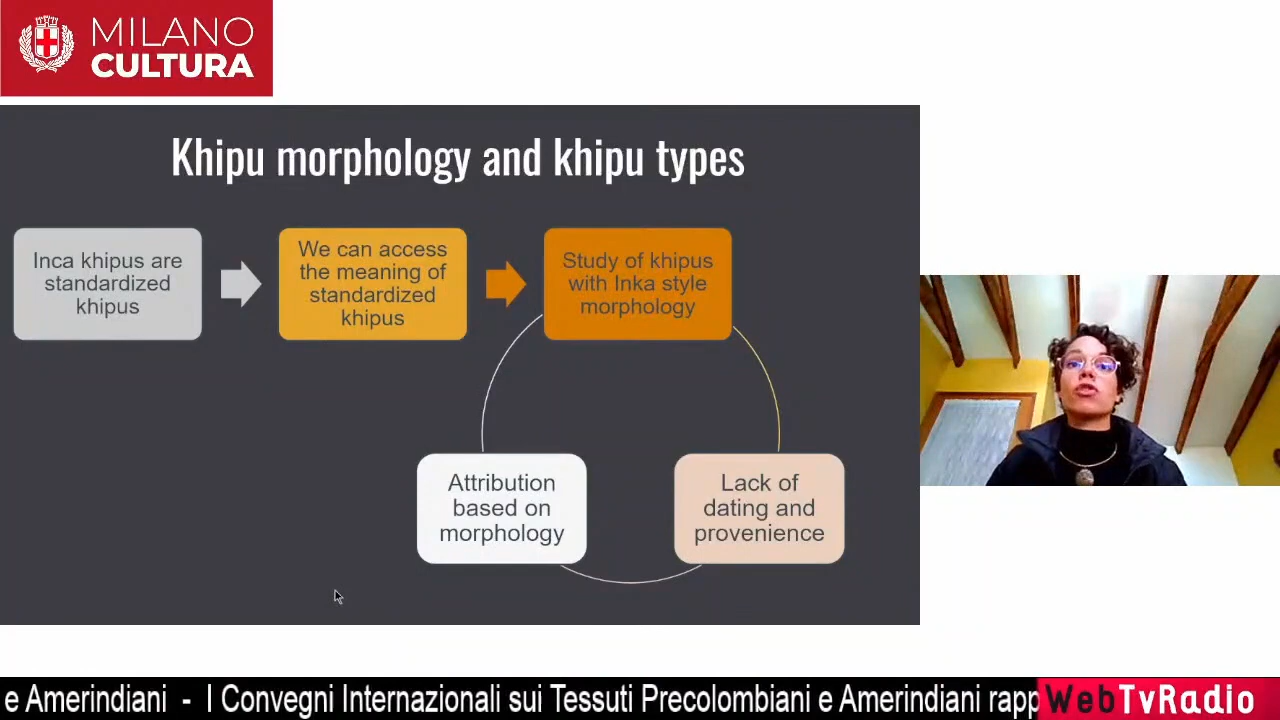 MILANO
CULTURA
Khipu morphology and khipu types
Inca khipus are
standardized
khipus
We can access
the meaning of
standardized
khipus
Study of khipus
with Inka style
morphology
Attribution
based on
morphology
Lack of
dating and
provenience
e Amerindiani - I Convegni Internazionali sui Tessuti Precolombiani e Amerindiani rapp
WebTvRadio